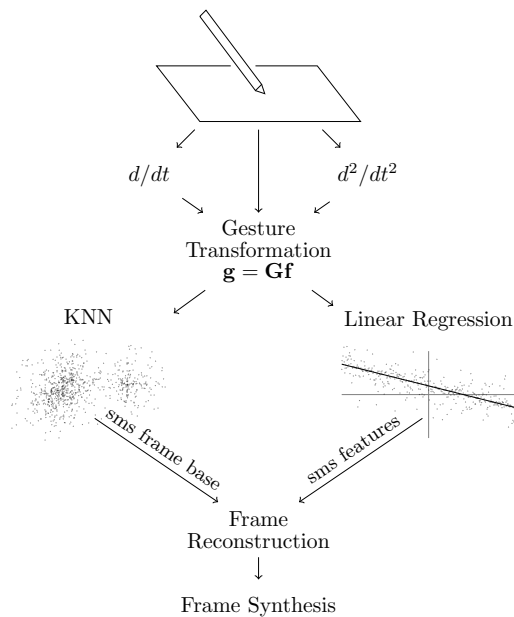 d/dt
d²/dt²
Gesture
Transformation
g = Gf
KNN
Linear Regression
sms frame base
sms features
Frame
Reconstruction
Frame Synthesis